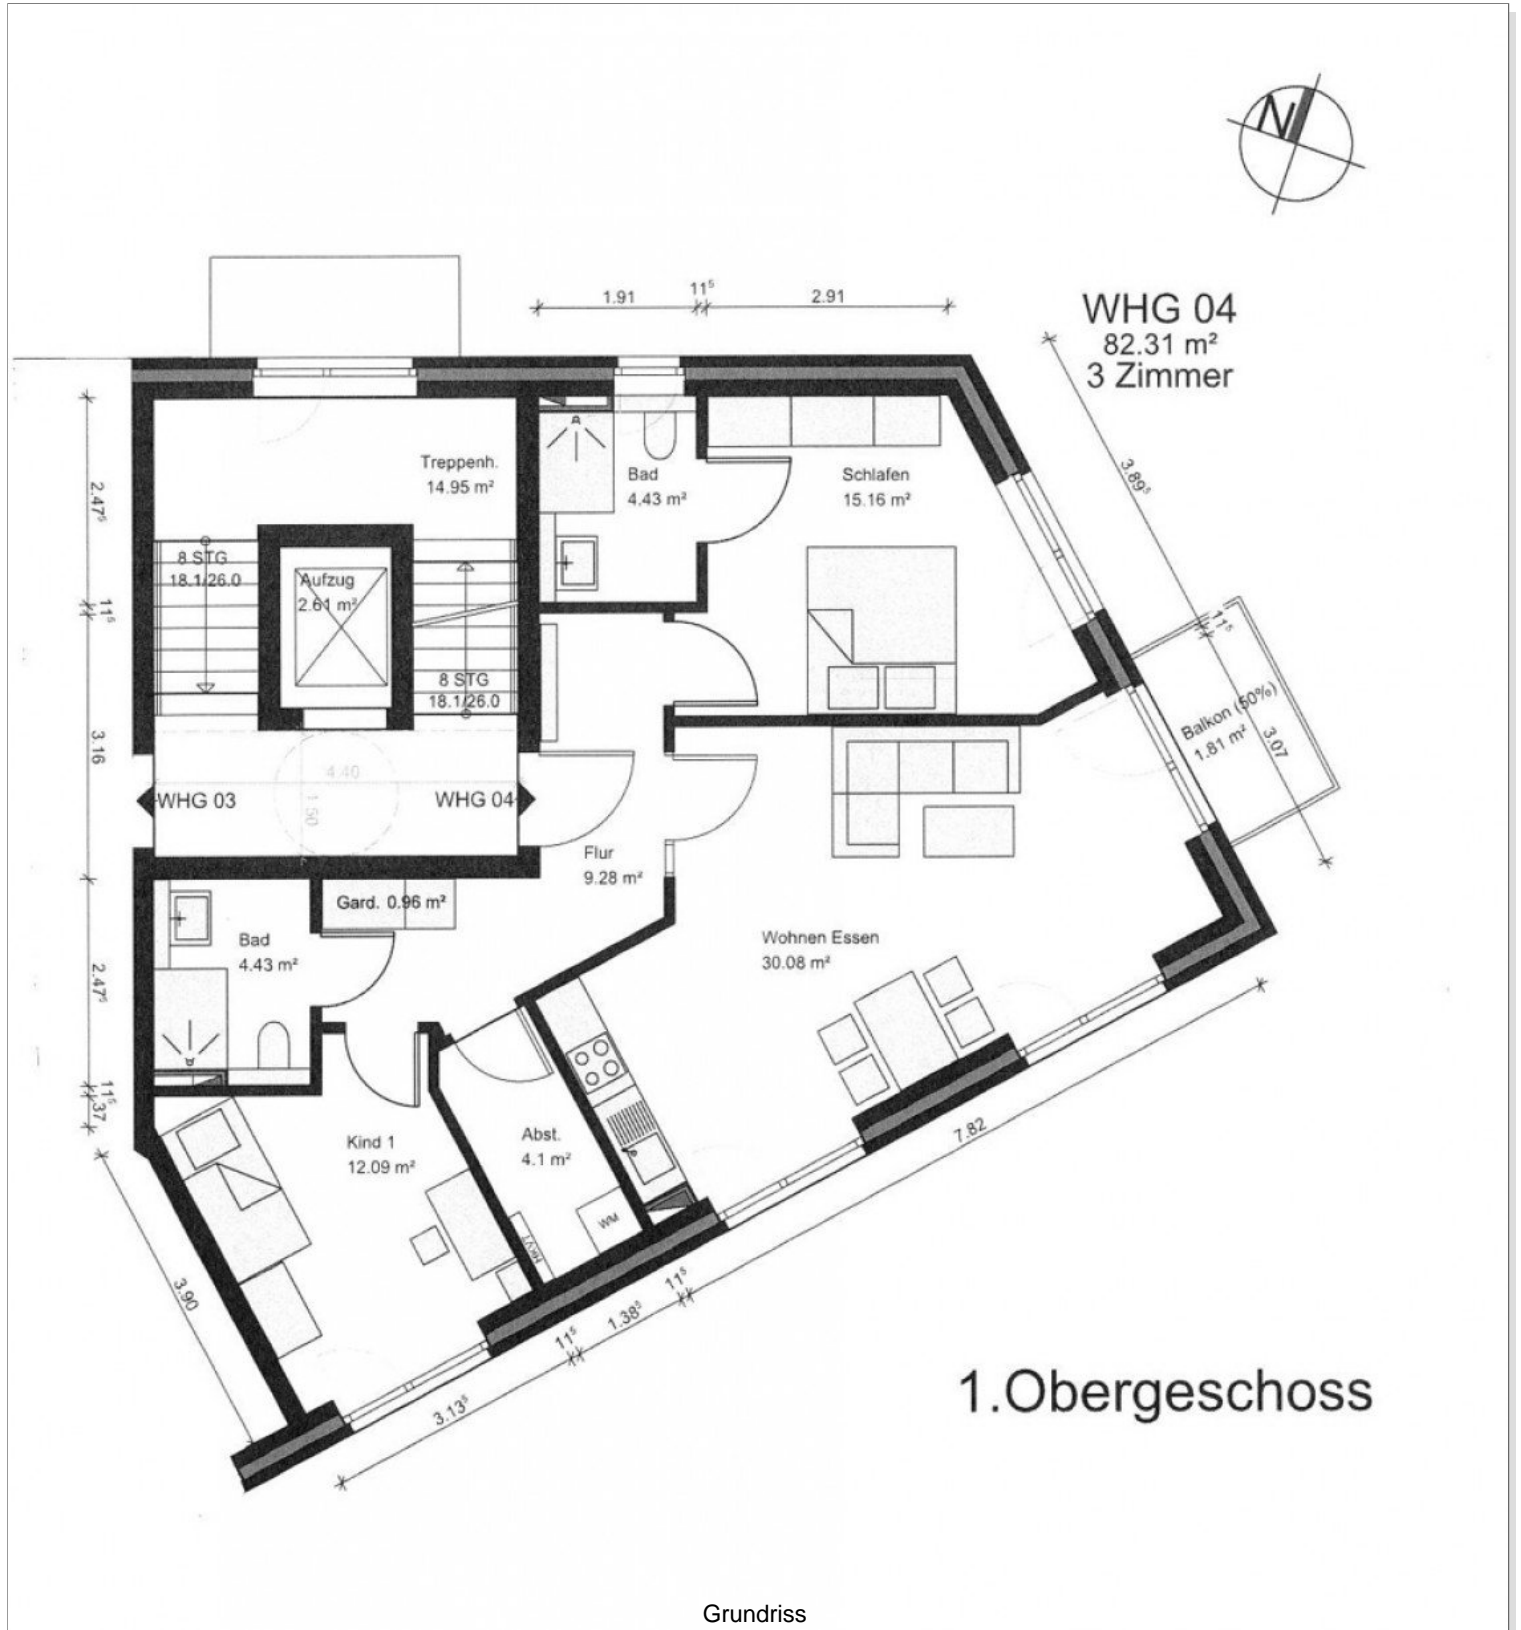 N
WHG 04
82.31 m²
3 Zimmer
1.91
11⁵
2.91
3.89⁵
11⁵
3.07
Balkon (50%)
1.81 m²
2.47⁵
11⁵
3.16
2.47⁵
11⁵
37
3.90
Treppenh.
14.95 m²
8 STG
18.1/26.0
Aufzug
2.61 m²
8 STG
18.1/26.0
4.40
1.50
WHG 03
WHG 04
Bad
4.43 m²
Schlafen
15.16 m²
Flur
9.28 m²
Gard. 0.96 m²
Bad
4.43 m²
Wohnen Essen
30.08 m²
Kind 1
12.09 m²
Abst.
4.1 m²
WM
HKVT
7.82
11⁵
1.38⁵
11⁵
3.13⁵
1.Obergeschoss
Grundriss